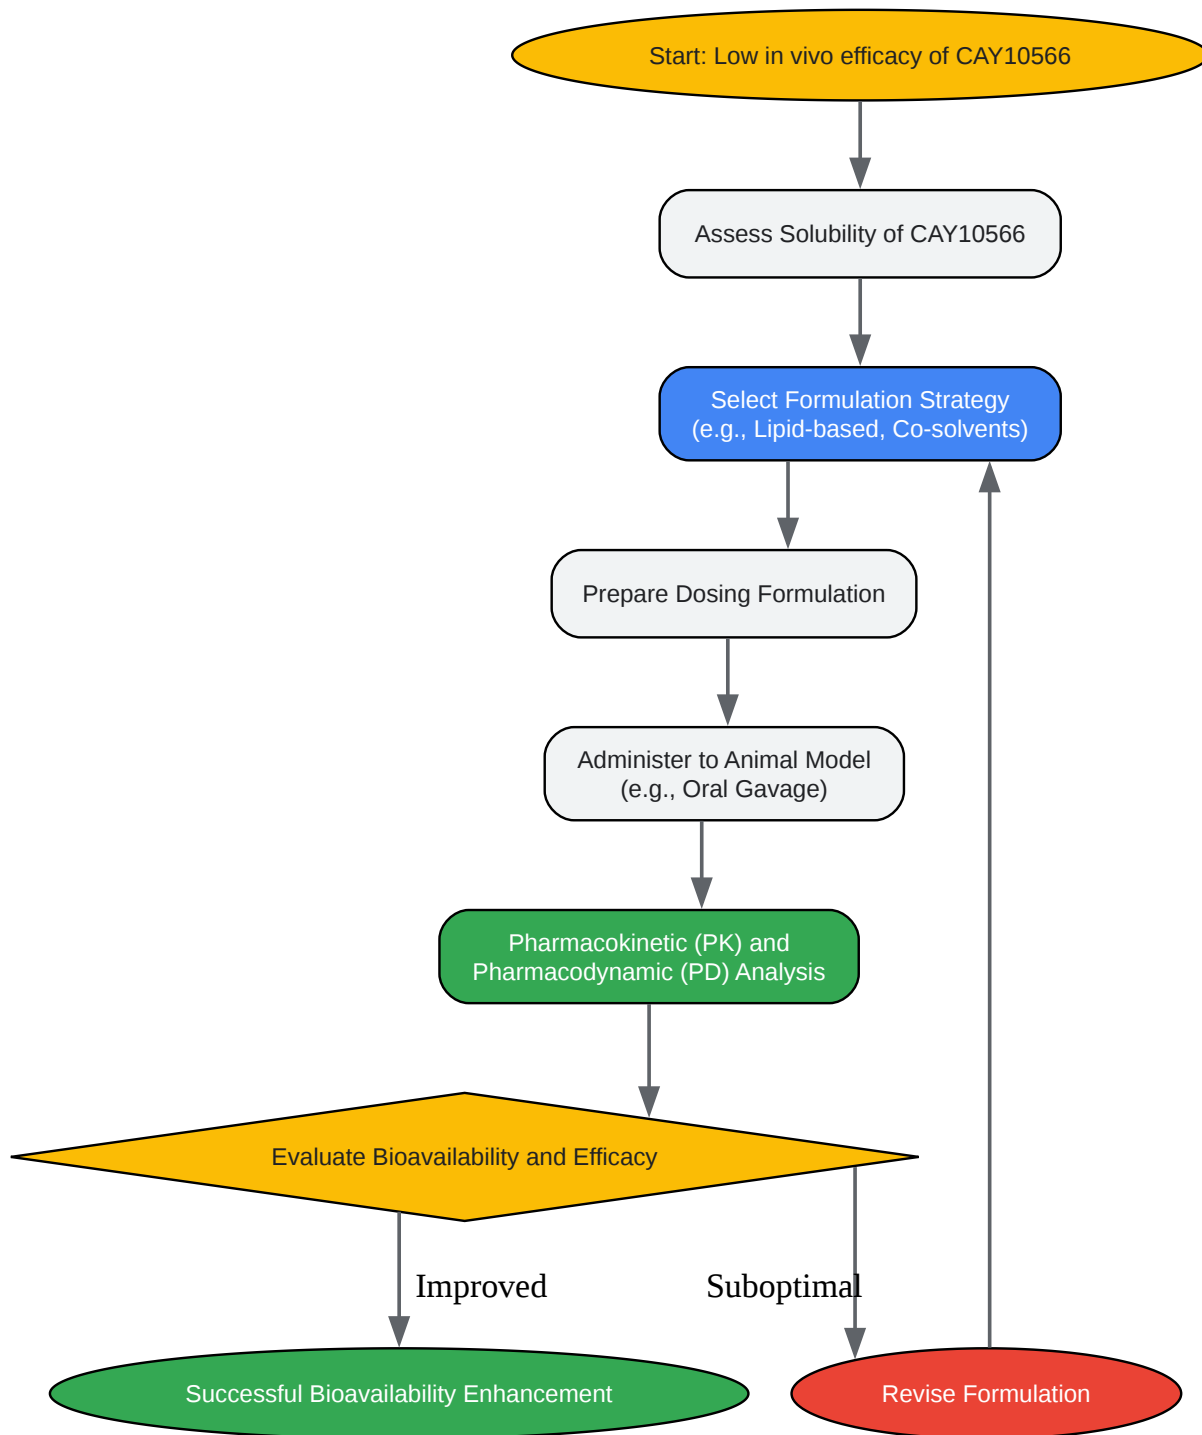 Start: Low in vivo efficacy of CAY10566
Assess Solubility of CAY10566
Select Formulation Strategy
(e.g., Lipid-based, Co-solvents)
Prepare Dosing Formulation
Administer to Animal Model
(e.g., Oral Gavage)
Pharmacokinetic (PK) and
Pharmacodynamic (PD) Analysis
Evaluate Bioavailability and Efficacy
Improved
Suboptimal
Successful Bioavailability Enhancement
Revise Formulation